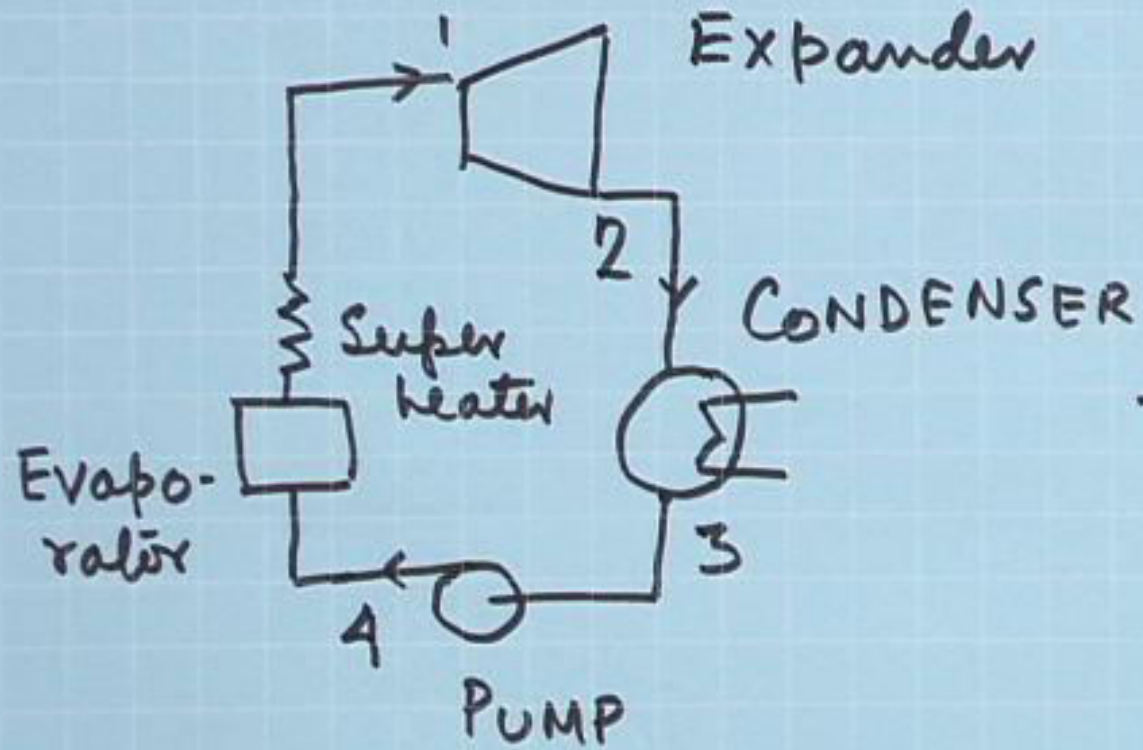 1
Expander
2
CONDENSER
Super
heater
Evapo-
rator
3
4
PUMP